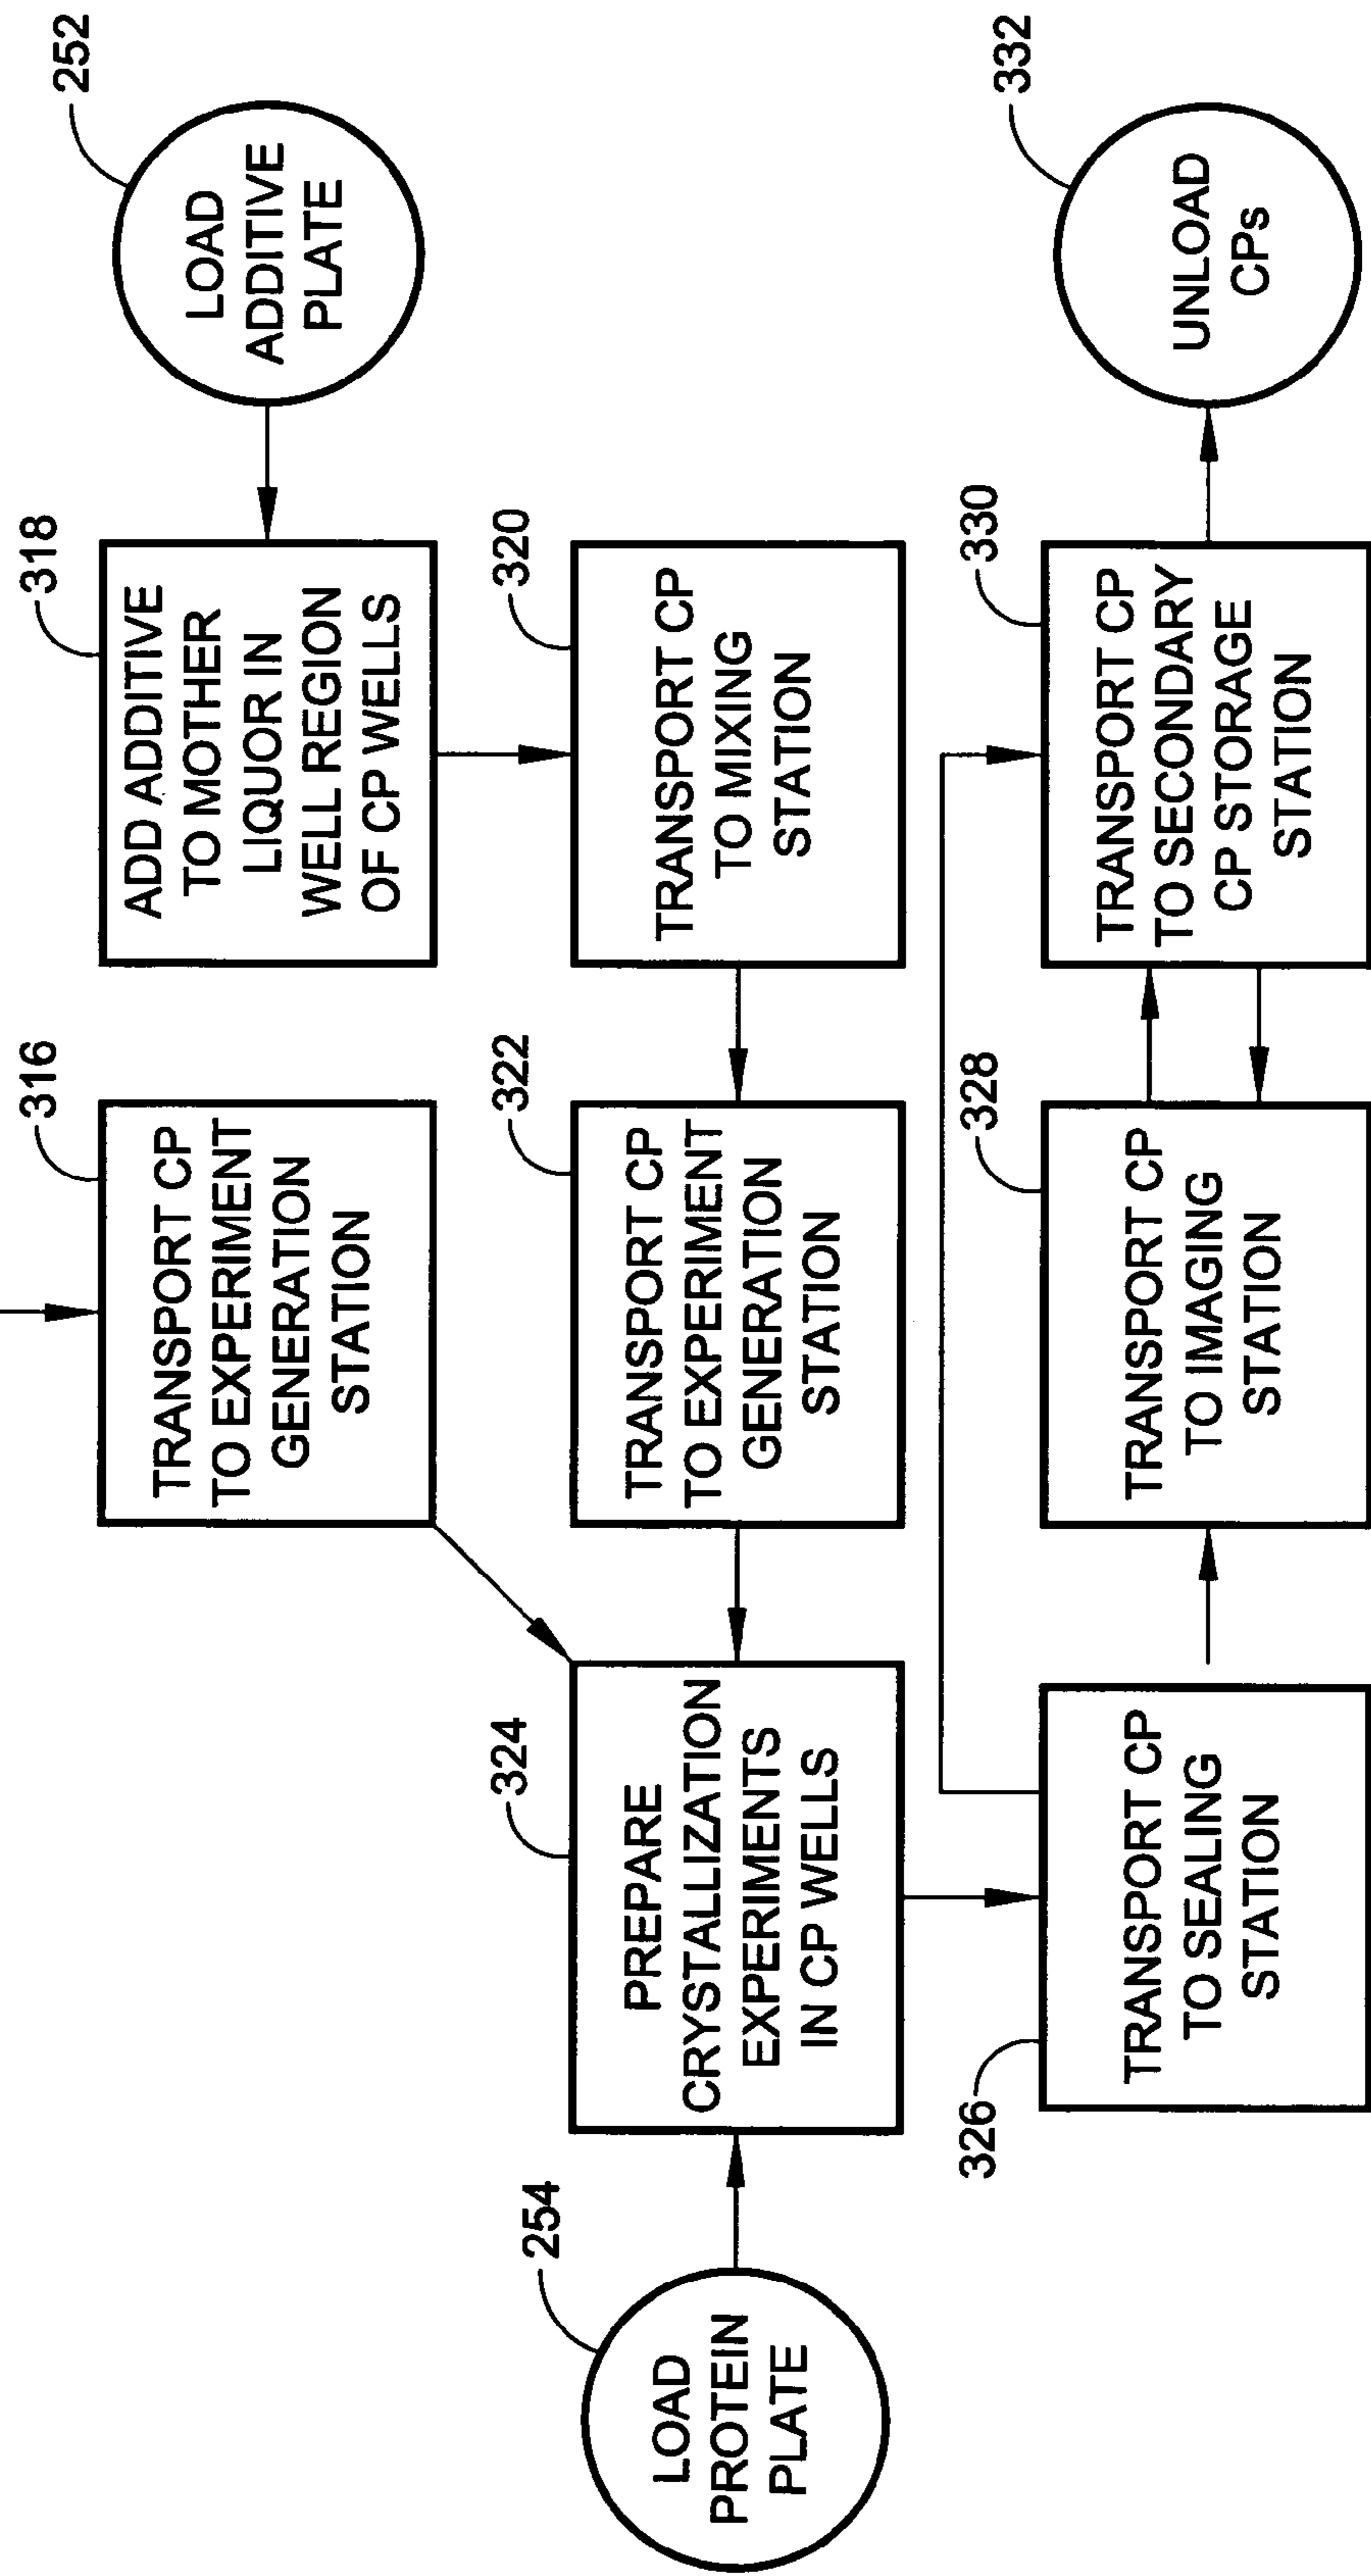 316
TRANSPORT CP
TO EXPERIMENT
GENERATION
STATION
318
ADD ADDITIVE
TO MOTHER
LIQUOR IN
WELL REGION
OF CP WELLS
252
LOAD
ADDITIVE
PLATE
254
LOAD
PROTEIN
PLATE
324
PREPARE
CRYSTALLIZATION
EXPERIMENTS
IN CP WELLS
322
TRANSPORT CP
TO EXPERIMENT
GENERATION
STATION
320
TRANSPORT CP
TO MIXING
STATION
326
TRANSPORT CP
TO SEALING
STATION
328
TRANSPORT CP
TO IMAGING
STATION
330
TRANSPORT CP
TO SECONDARY
CP STORAGE
STATION
332
UNLOAD
CPs